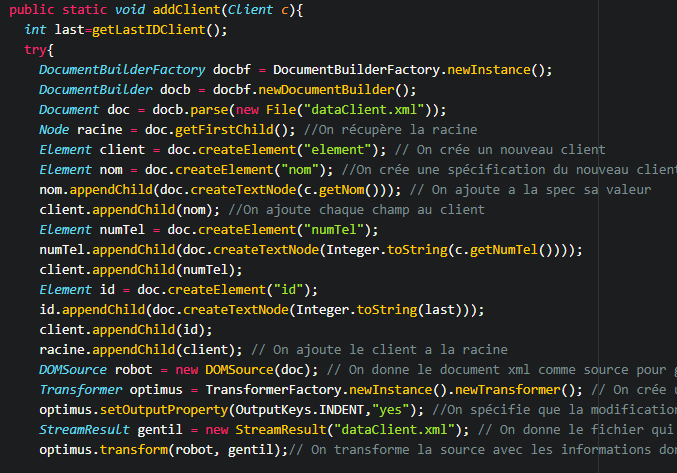 public static void addClient(Client c){
int last=getLastIDClient();
try{
DocumentBuilderFactory docbf = DocumentBuilderFactory.newInstance();
DocumentBuilder docb = docbf.newDocumentBuilder();
Document doc = docb.parse(new File("dataClient.xml"));
Node racine = doc.getFirstChild(); //On récupère la racine
Element client = doc.createElement("element"); // On crée un nouveau client
Element nom = doc.createElement("nom"); //On crée une spécification du nouveau client
nom.appendChild(doc.createTextNode(c.getNom())); // On ajoute a la spec sa valeur
client.appendChild(nom); //On ajoute chaque champ au client
Element numTel = doc.createElement("numTel");
numTel.appendChild(doc.createTextNode(Integer.toString(c.getNumTel())));
client.appendChild(numTel);
Element id = doc.createElement("id");
id.appendChild(doc.createTextNode(Integer.toString(last)));
client.appendChild(id);
racine.appendChild(client); // On ajoute le client a la racine
DOMSource robot = new DOMSource(doc); // On donne le document xml comme source pour
Transformer optimus = TransformerFactory.newInstance().newTransformer(); // On crée
optimus.setOutputProperty(OutputKeys.INDENT,"yes"); //On spécifie que la modification
StreamResult gentil = new StreamResult("dataClient.xml"); // On donne le fichier qui
optimus.transform(robot, gentil);// On transforme la source avec les informations